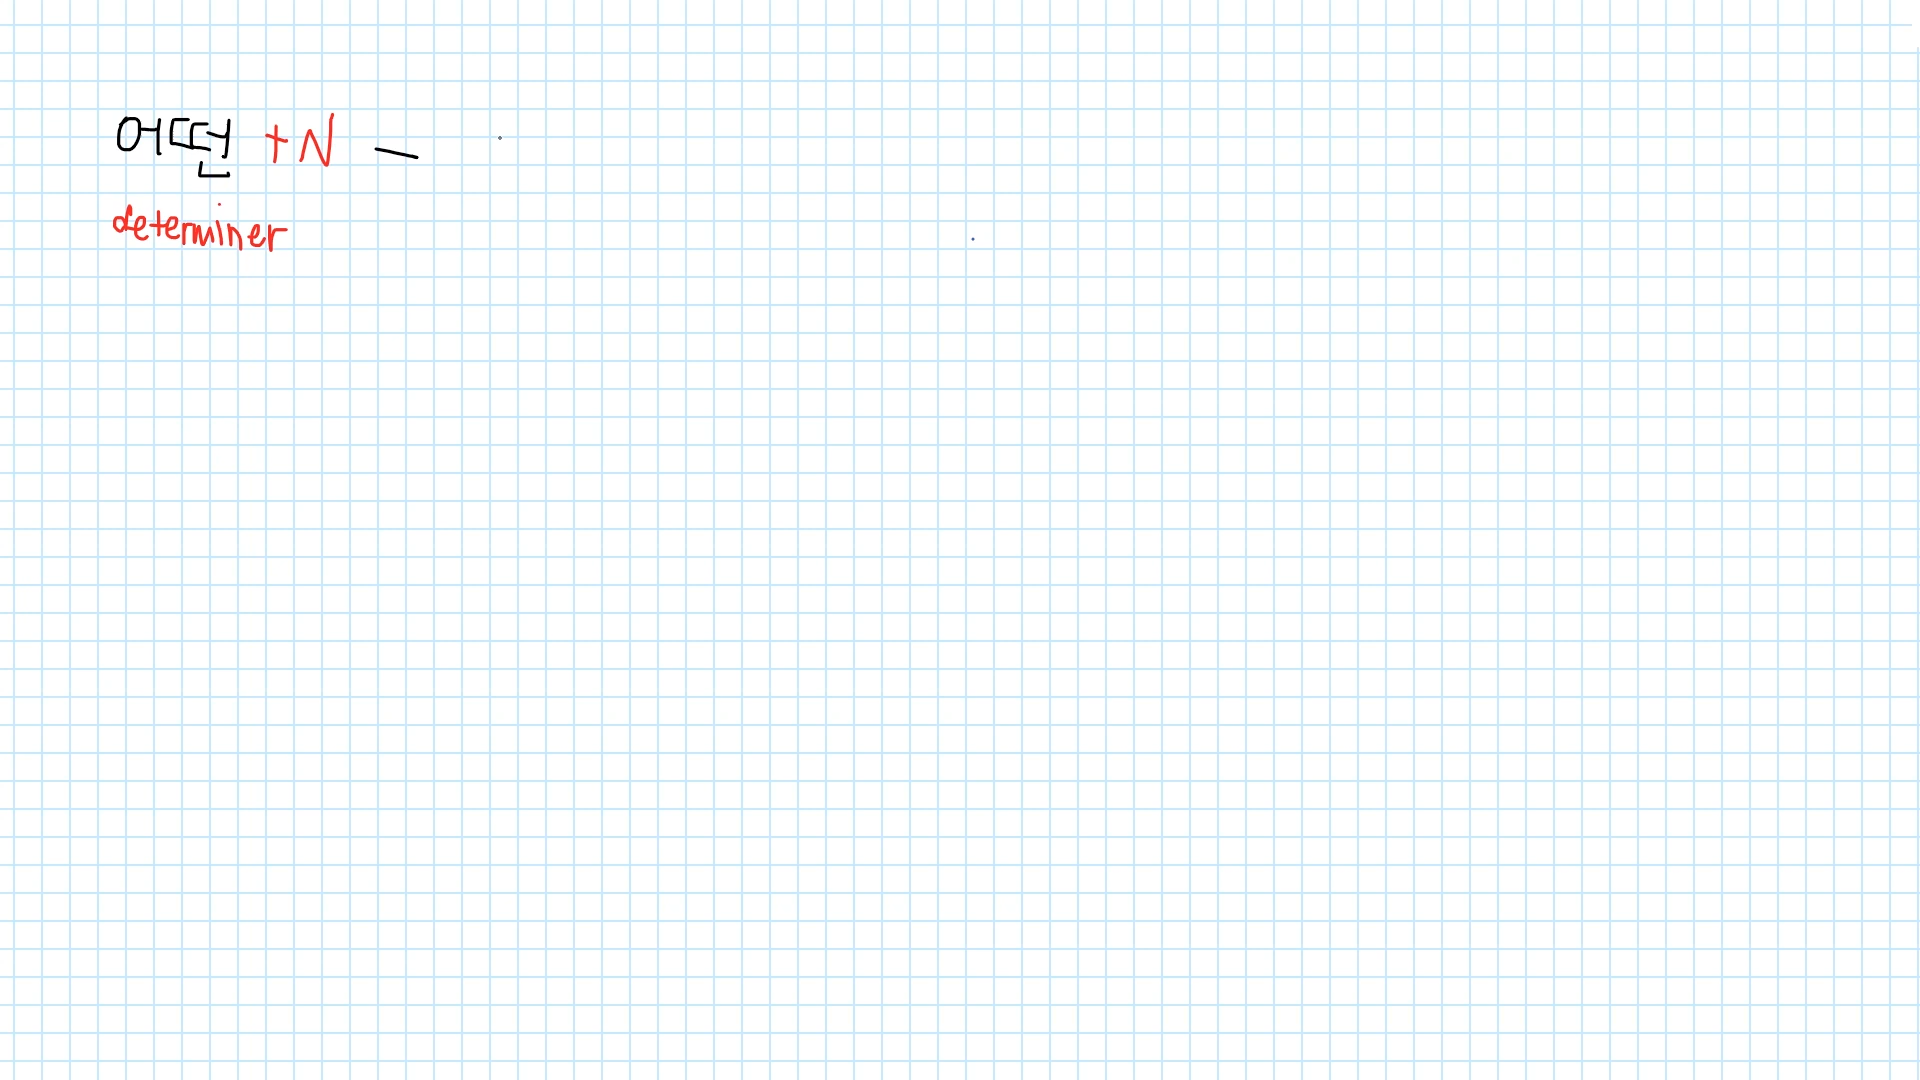 어떤 + N —
determiner